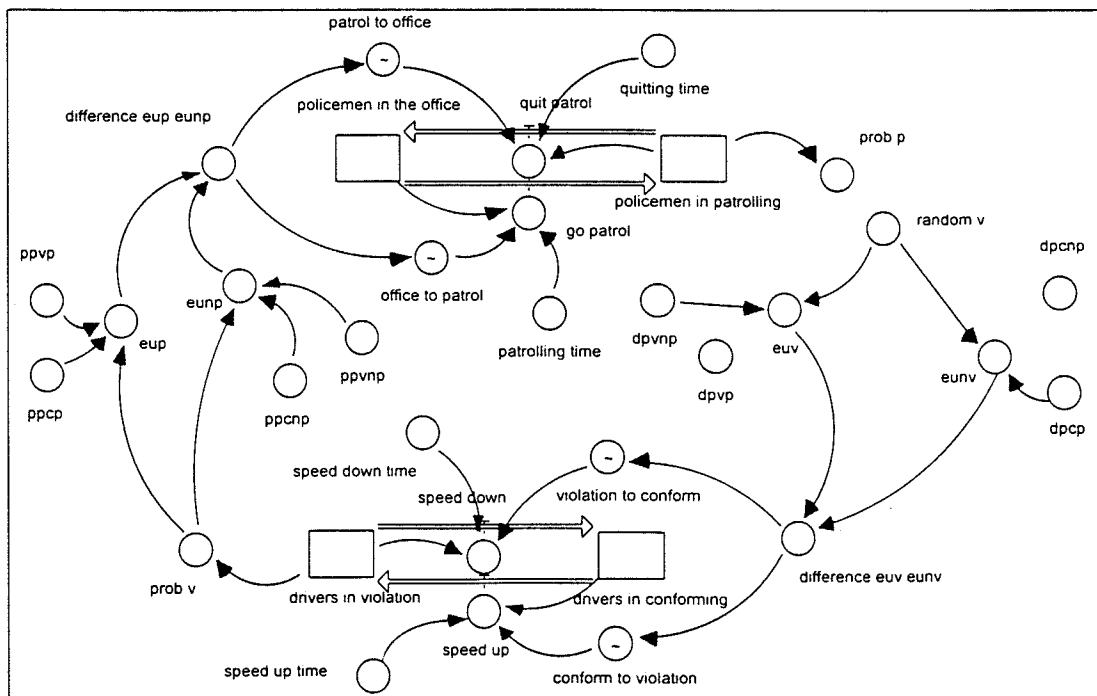 patrol to office
policemen in the office
quit patrol
quitting time
difference eup eunp
prob p
policemen in patrolling
random v
go patrol
ppvp
dpcnp
eunp
office to patrol
eup
dpvnp
euv
patrolling time
ppvnp
eunv
dpvp
ppcp
ppcnp
dpcp
speed down time
violation to conform
speed down
prob v
difference euv eunv
drivers in violation
drivers in conforming
speed up
speed up time
conform to violation